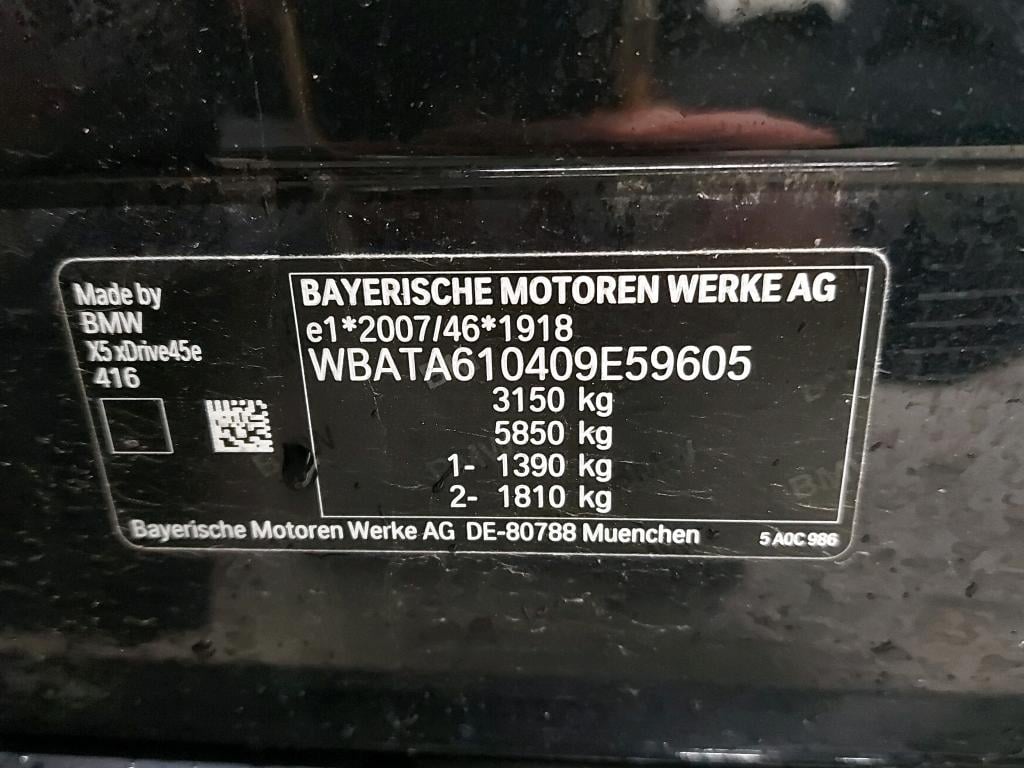 Made by
BMW
X5 xDrive45e
416
BAYERISCHE MOTOREN WERKE AG
e1*2007/46*1918
WBATA610409E59605
3150 kg
5850 kg
1- 1390 kg
2- 1810 kg
Bayerische Motoren Werke AG DE-80788 Muenchen
5 A0C 986